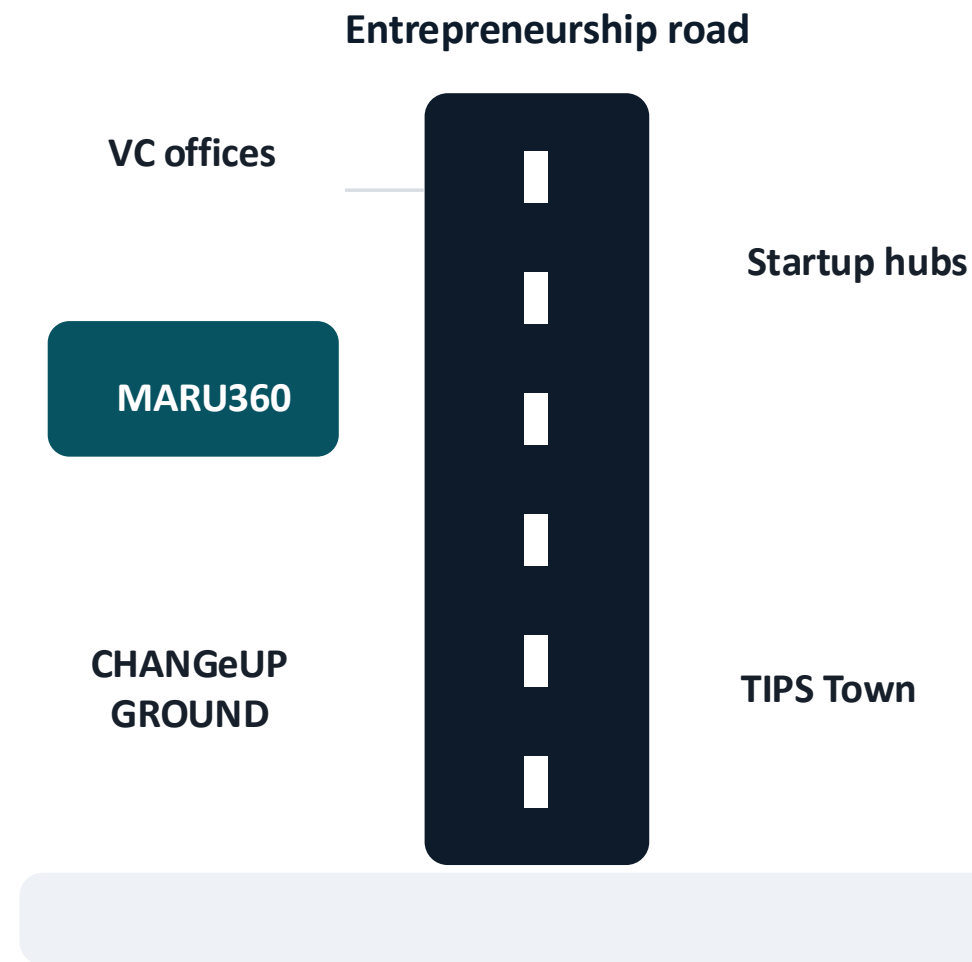 Entrepreneurship road
VC offices
Startup hubs
MARU360
CHANGeUP
GROUND
TIPS Town